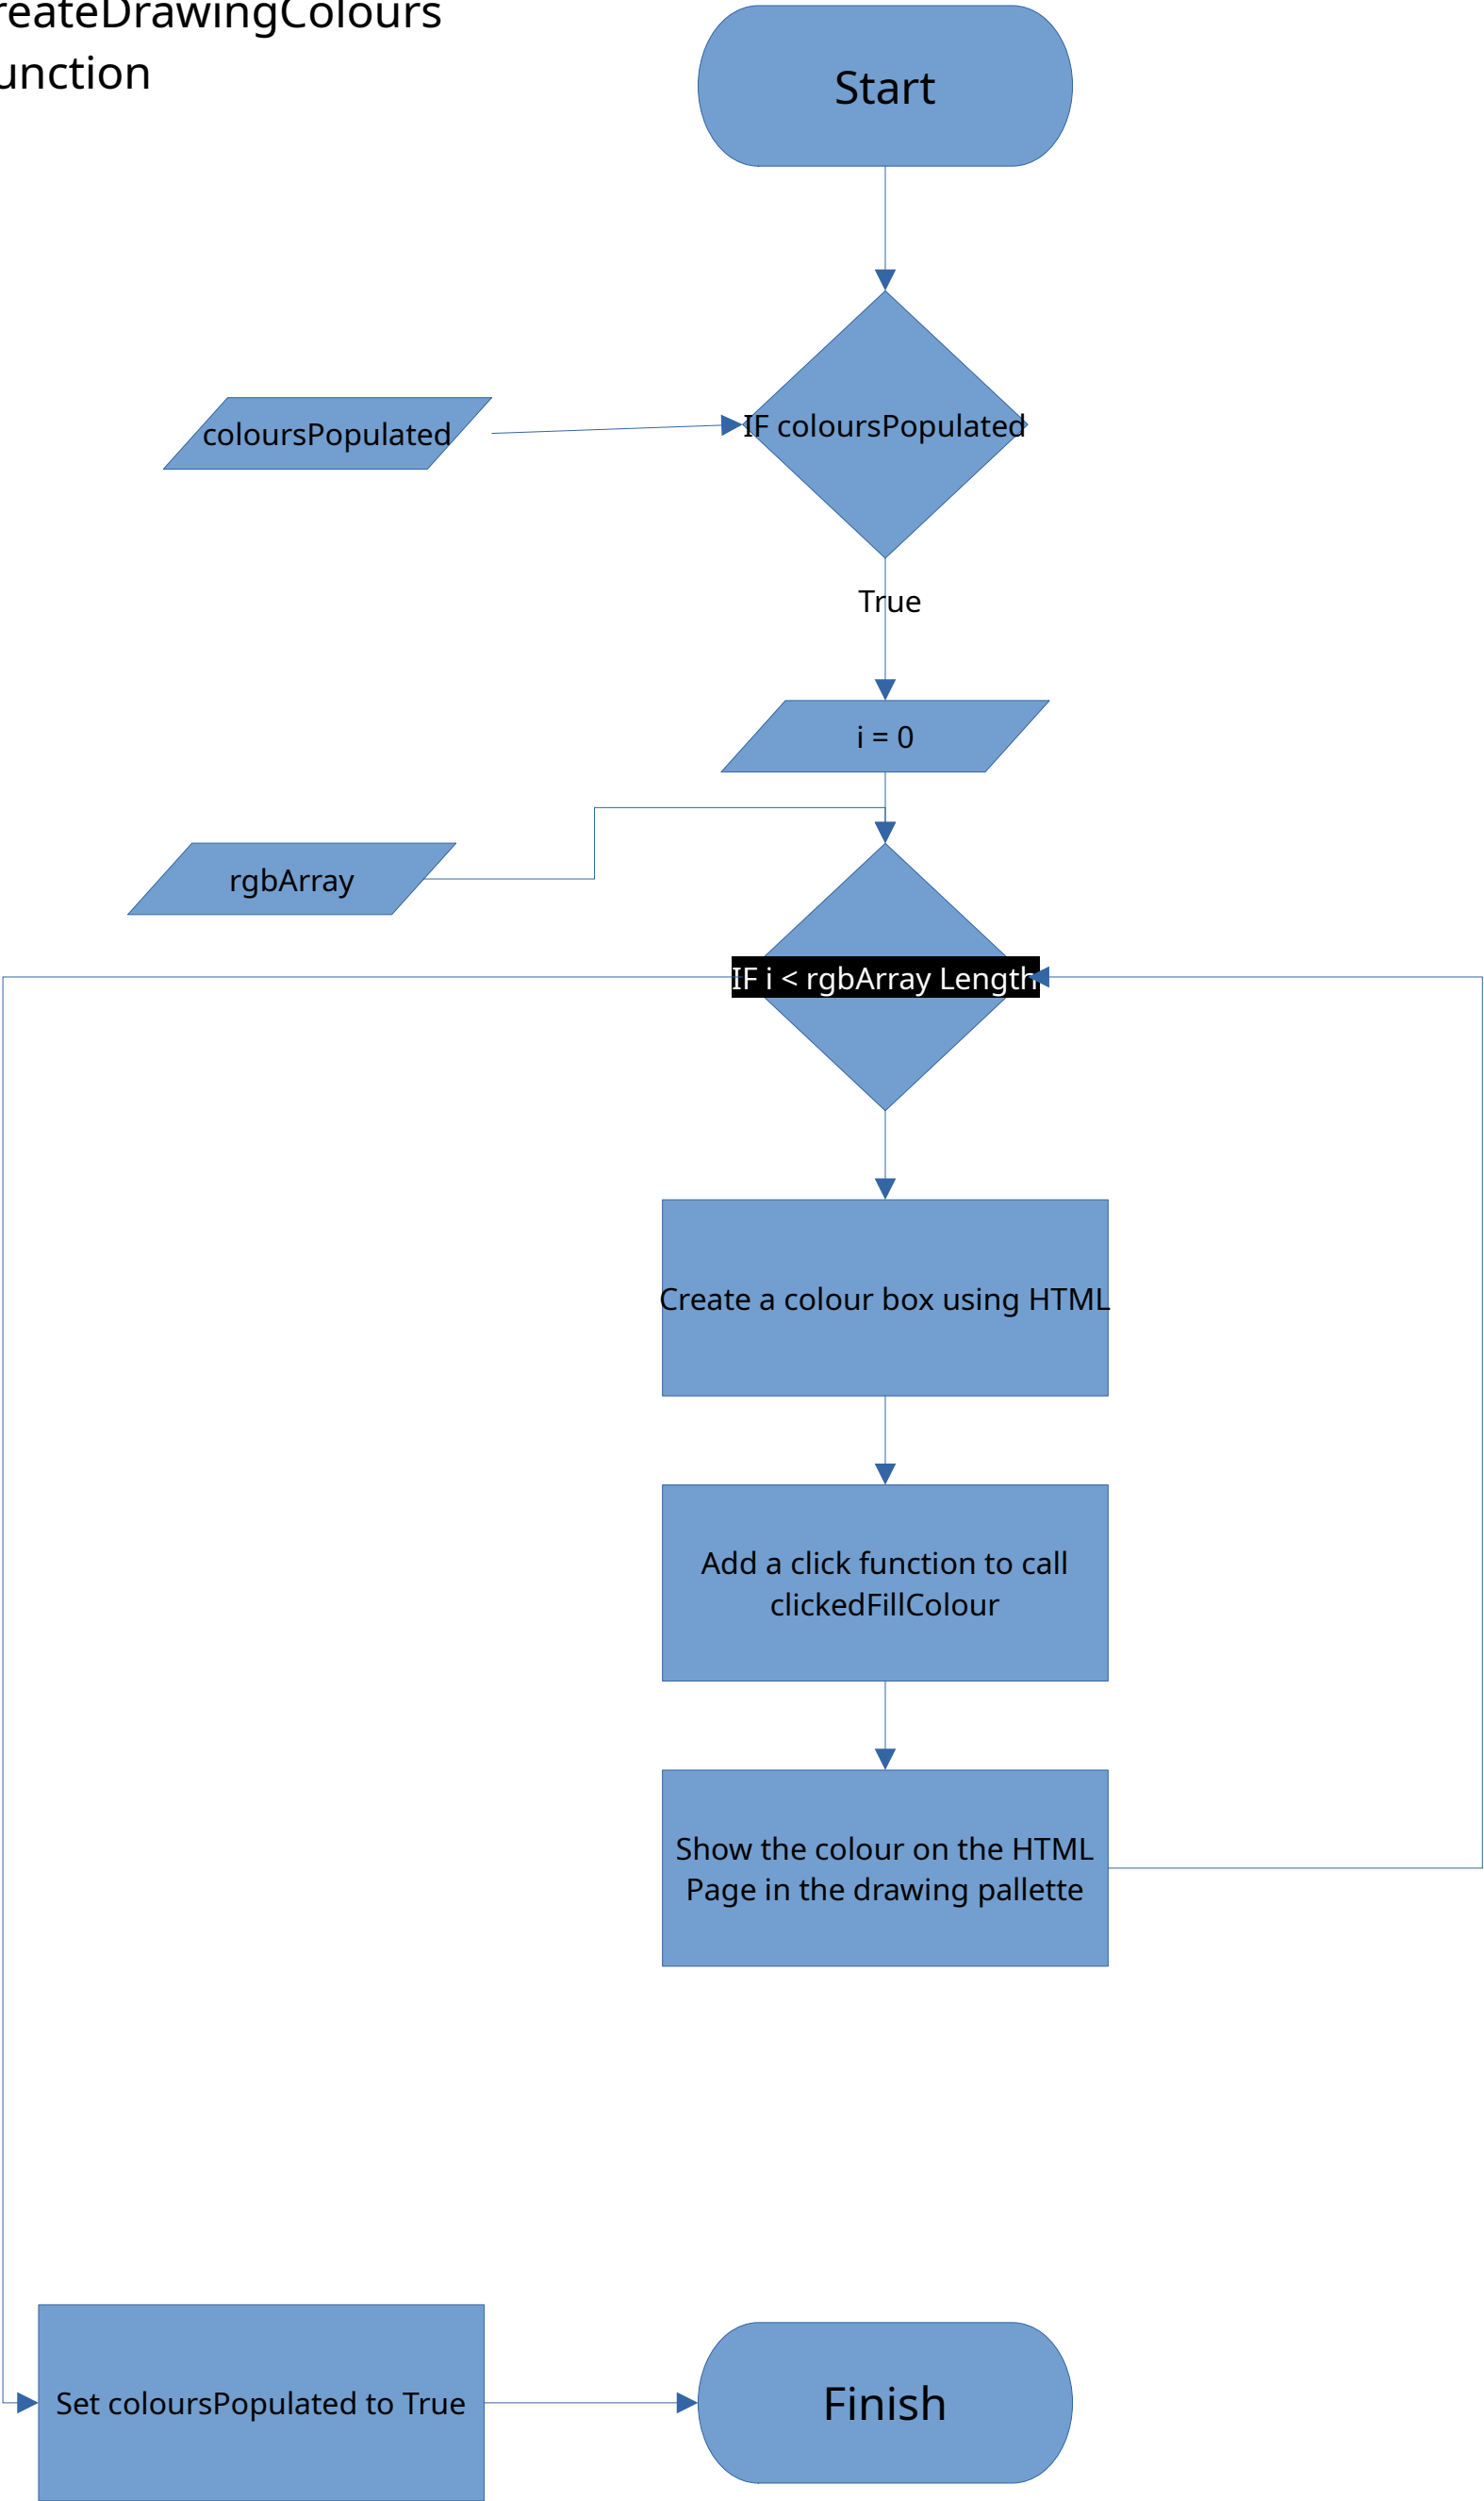 reateDrawingColours
unction
Start
coloursPopulated
IF coloursPopulated
True
i = 0
rgbArray
IF i < rgbArray Length
Create a colour box using HTML
Add a click function to call
clickedFillColour
Show the colour on the HTML
Page in the drawing pallette
Set coloursPopulated to True
Finish